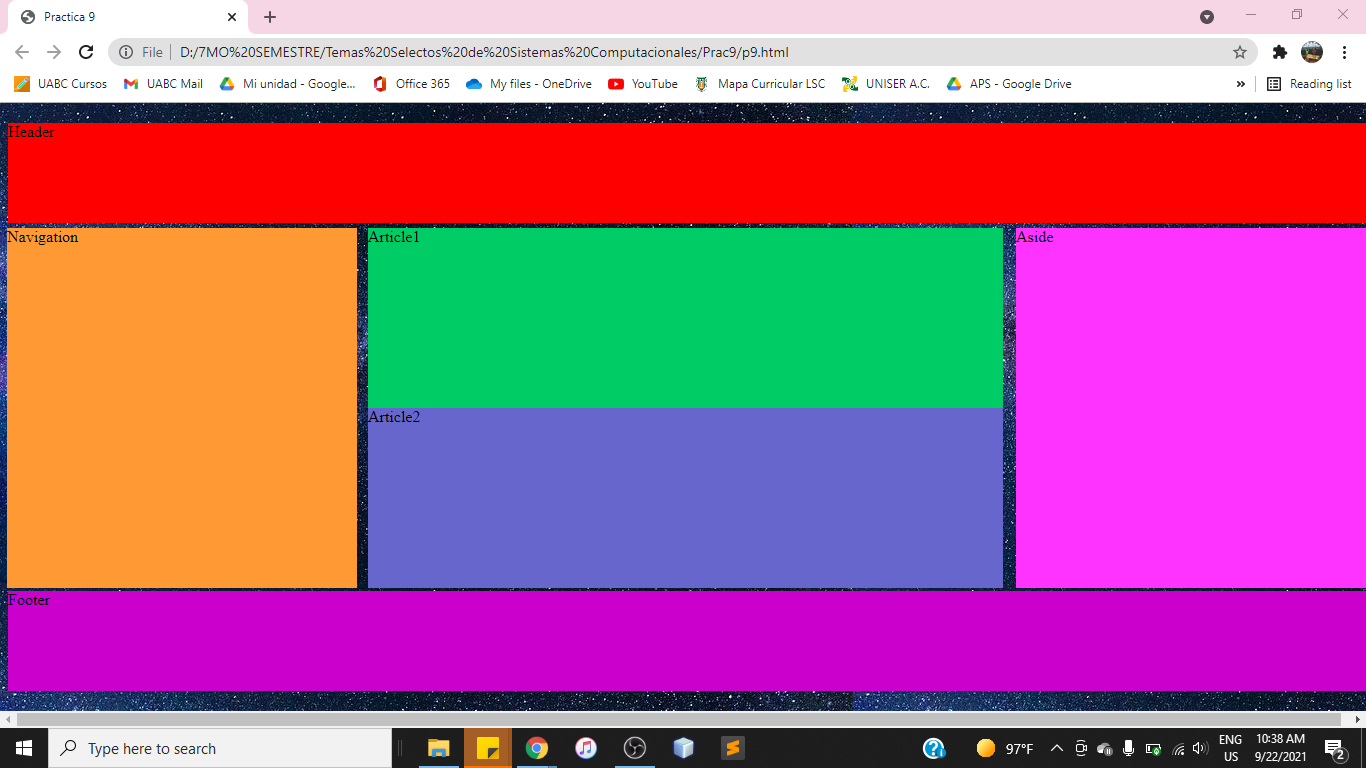 Practica 9
File
D:/7MO%20SEMESTRE/Temas%20Selectos%20de%20Sistemas%20Computacionales/Prac9/p9.html
UABC Cursos
UABC Mail
Mi unidad - Google...
Office 365
My files - OneDrive
YouTube
Mapa Curricular LSC
UNISER A.C.
APS - Google Drive
»
Reading list
Header
Navigation
Article1
Aside
Article2
Footer
Type here to search
97°F
ENG
US
10:38 AM
9/22/2021
2